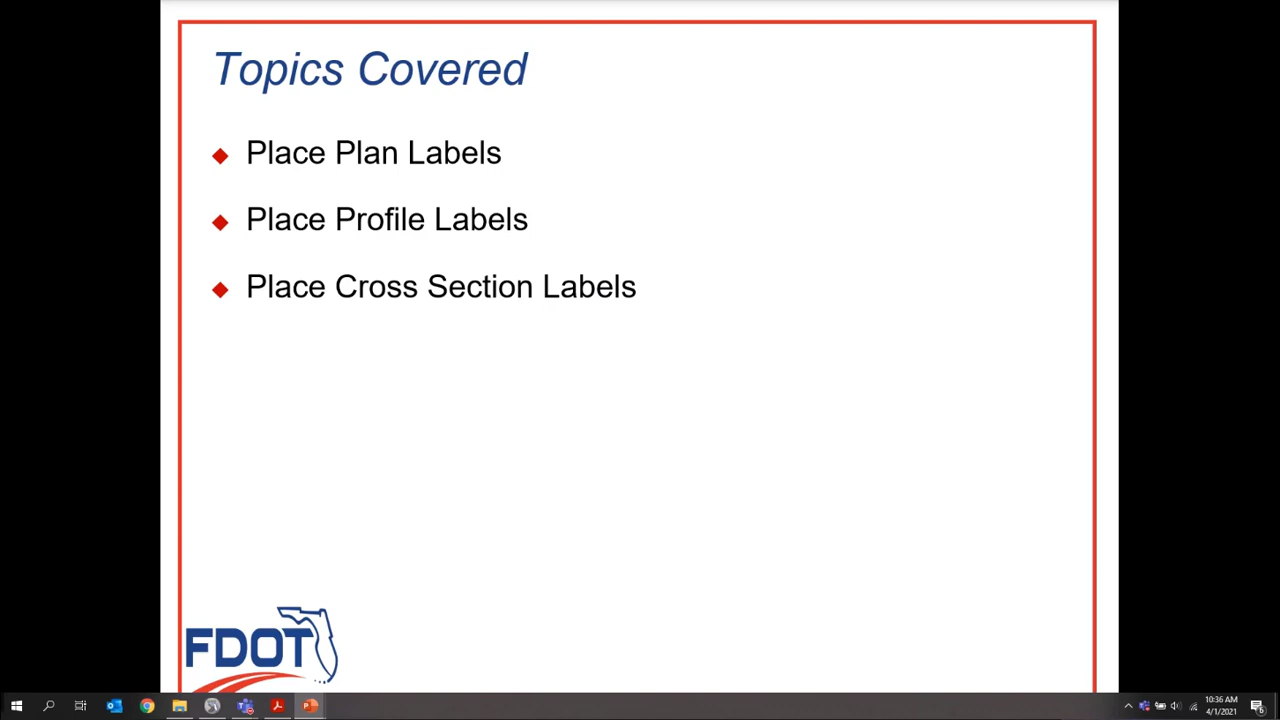 Topics Covered
Place Plan Labels
Place Profile Labels
Place Cross Section Labels
FDOT
10:36 AM
4/1/2021